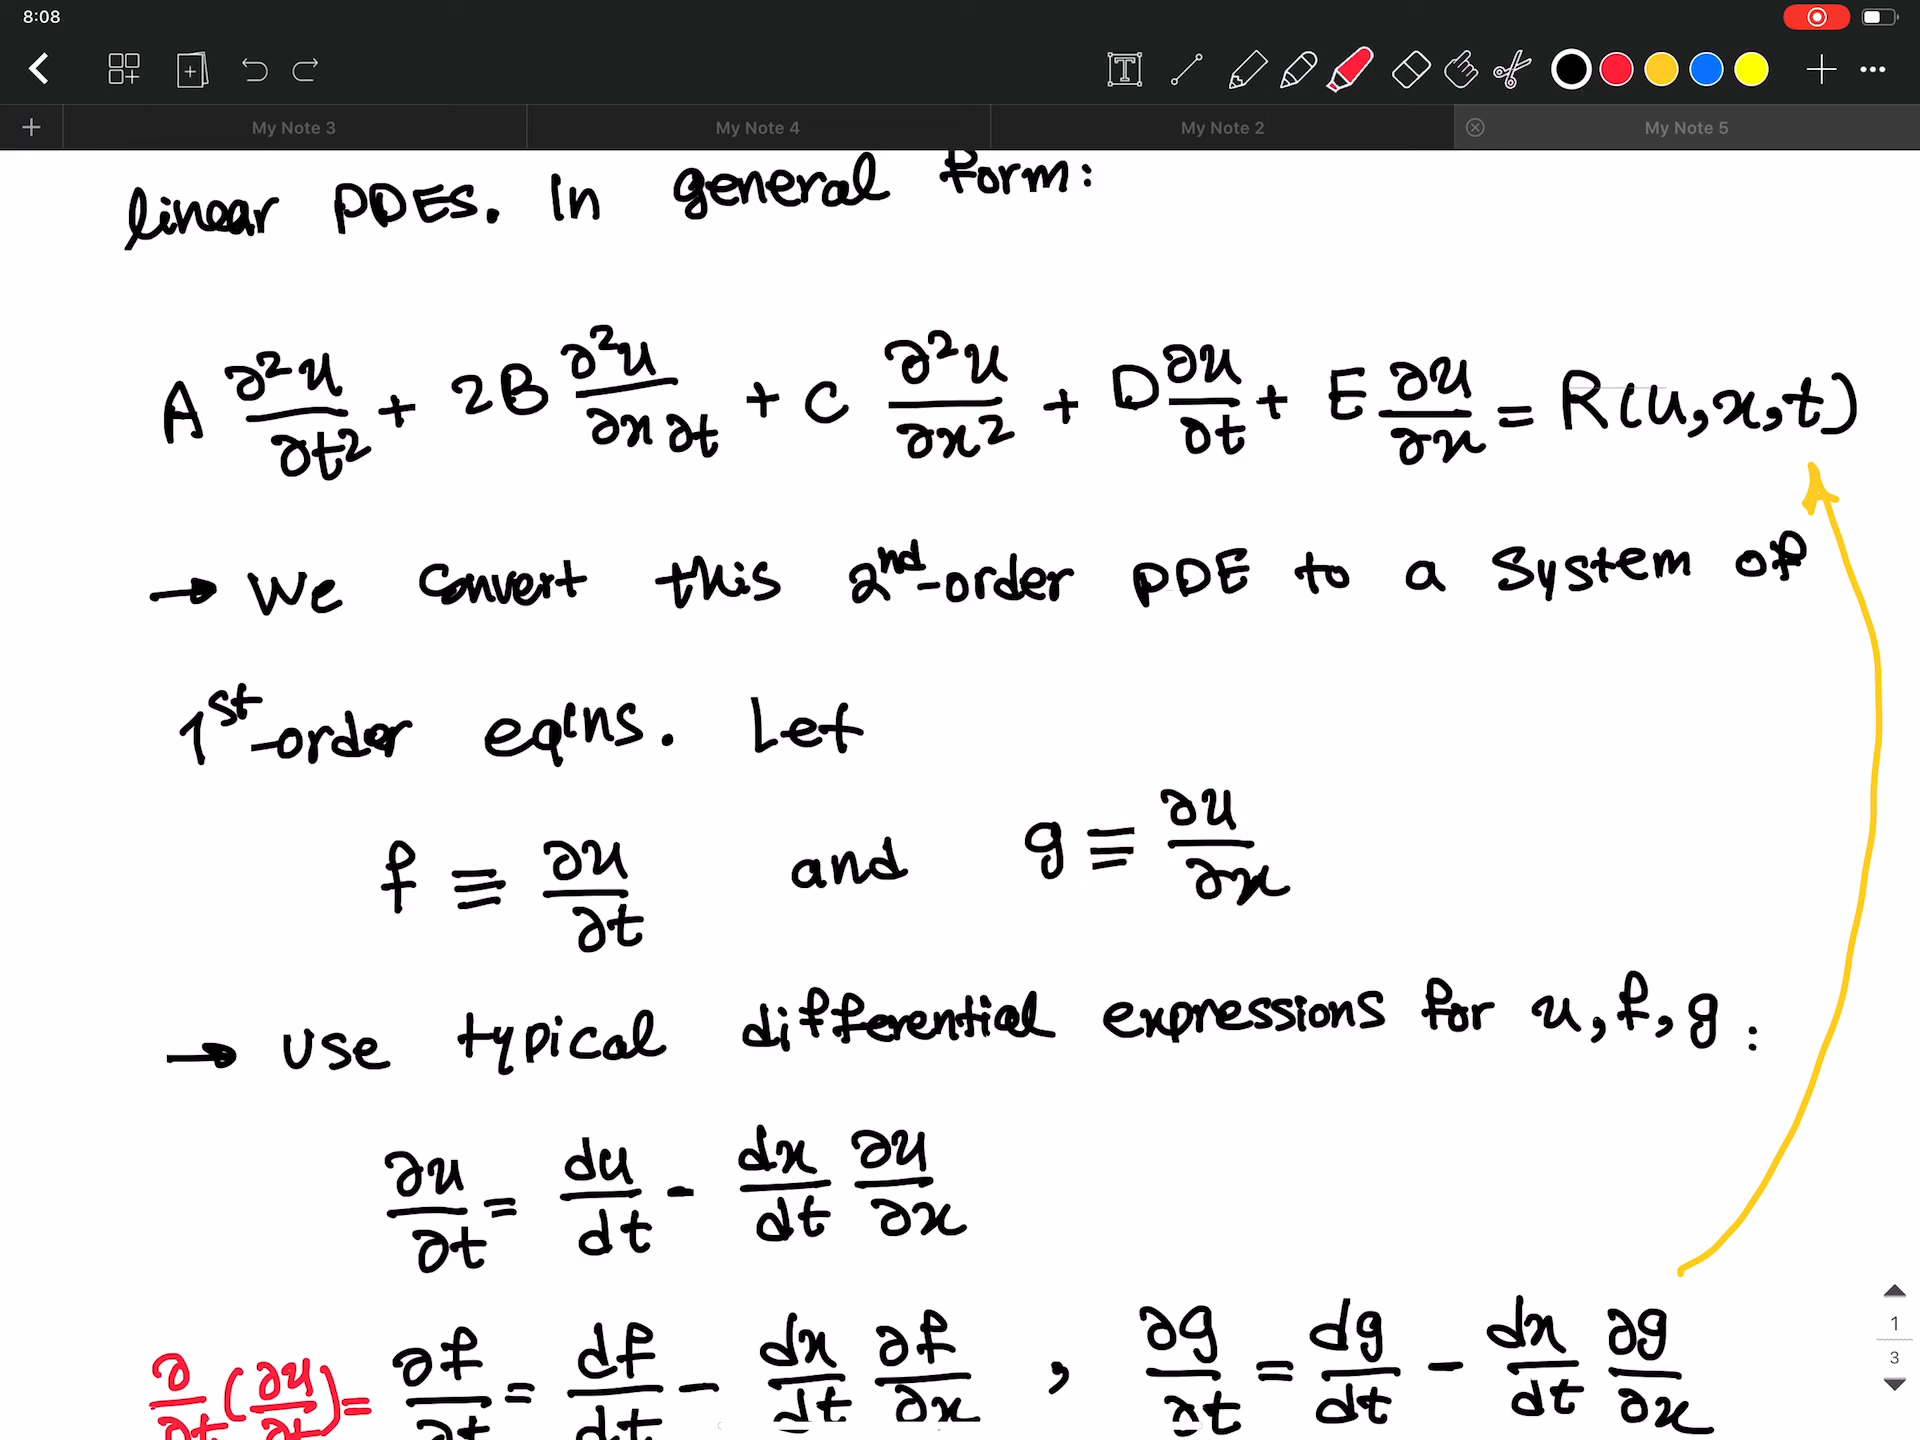 8:08
My Note 3 My Note 4 My Note 2 My Note 5
linear PDES. In general form:
A ∂²u/∂t² + 2B ∂²u/∂x∂t + C ∂²u/∂x² + D ∂u/∂t + E ∂u/∂x = R(u,x,t)
→ We convert this 2nd-order PDE to a system of
1st-order eq'ns. Let
f ≡ ∂u/∂t and g ≡ ∂u/∂x
→ Use typical differential expressions for u, f, g :
∂u/∂t = du/dt - dx/dt ∂u/∂x
∂/∂t (∂u/∂t) = ∂f/∂t = df/dt - dx/dt ∂f/∂x , ∂g/∂t = dg/dt - dx/dt ∂g/∂x
1
3